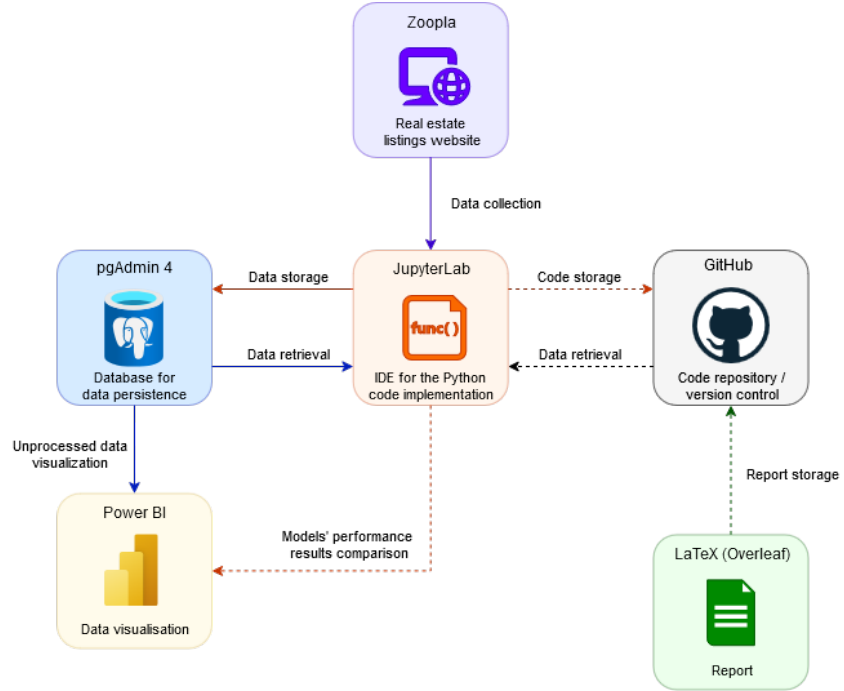 Zoopla
Real estate
listings website
Data collection
pgAdmin 4
Database for
data persistence
Data storage
Data retrieval
JupyterLab
func()
IDE for the Python
code implementation
Code storage
Data retrieval
GitHub
Code repository /
version control
Unprocessed data
visualization
Power BI
Data visualisation
Models' performance
results comparison
Report storage
LaTeX (Overleaf)
Report